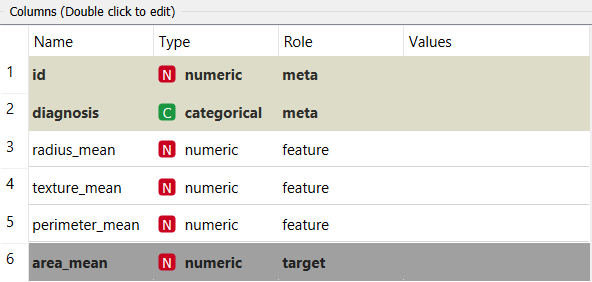 Columns (Double click to edit)
Name Type Role Values
1 id N numeric meta
2 diagnosis C categorical meta
3 radius_mean N numeric feature
4 texture_mean N numeric feature
5 perimeter_mean N numeric feature
6 area_mean N numeric target